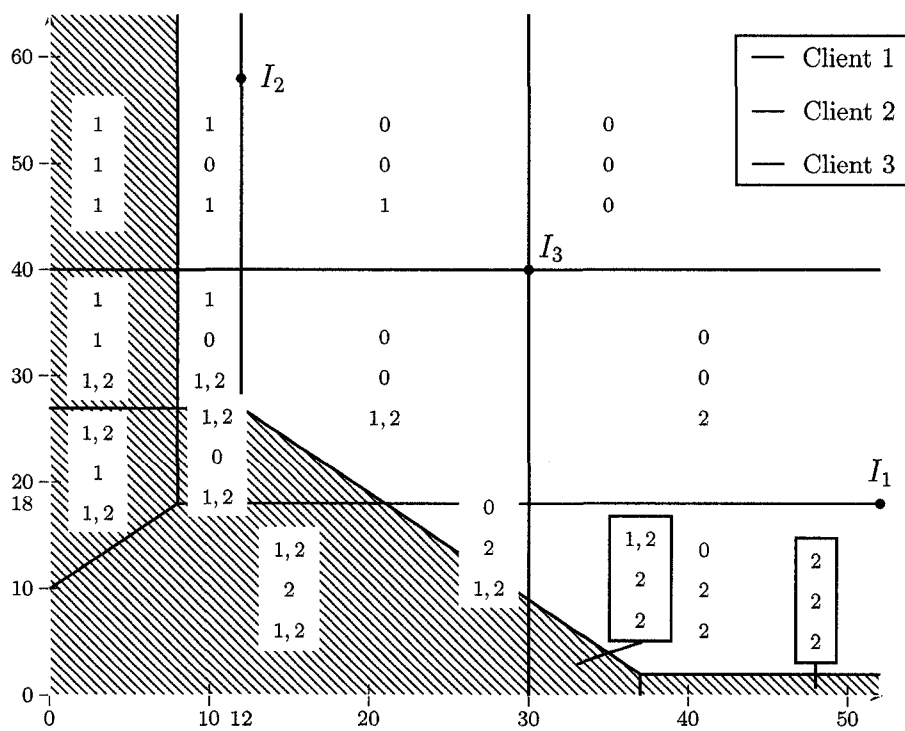 60
I₂
Client 1
Client 2
Client 3
1 1 0 0
50 1 0 0 0
1 1 1 0
I₃
40
1 1
1 0 0 0
30 1, 2 1, 2 0 0
1, 2 1, 2 2
1, 2
1 0
20 1, 2 1, 2 I₁
18 0
1, 2 2 1, 2 0 2
10 2 1, 2 2 2 2
1, 2 2 2 2
0
0 10 12 20 30 40 50